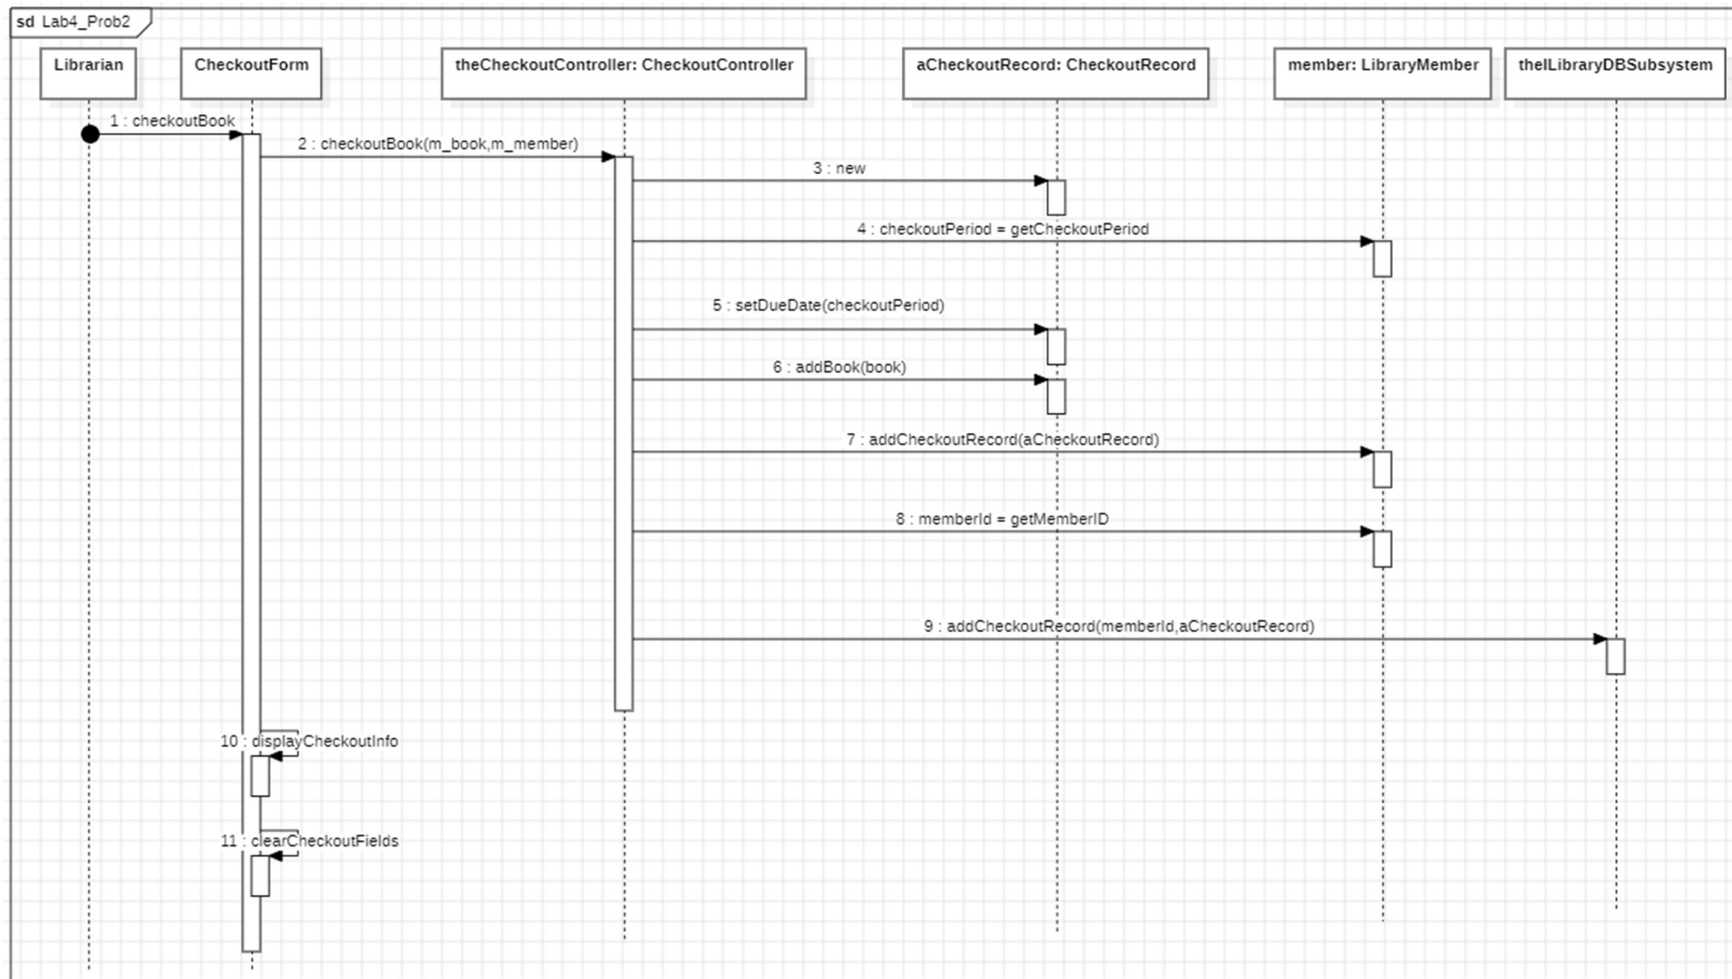 sd Lab4_Prob2
Librarian
CheckoutForm
theCheckoutController: CheckoutController
aCheckoutRecord: CheckoutRecord
member: LibraryMember
theILibraryDBSubsystem
1 : checkoutBook
2 : checkoutBook(m_book,m_member)
3 : new
4 : checkoutPeriod = getCheckoutPeriod
5 : setDueDate(checkoutPeriod)
6 : addBook(book)
7 : addCheckoutRecord(aCheckoutRecord)
8 : memberId = getMemberID
9 : addCheckoutRecord(memberId,aCheckoutRecord)
10 : displayCheckoutInfo
11 : clearCheckoutFields